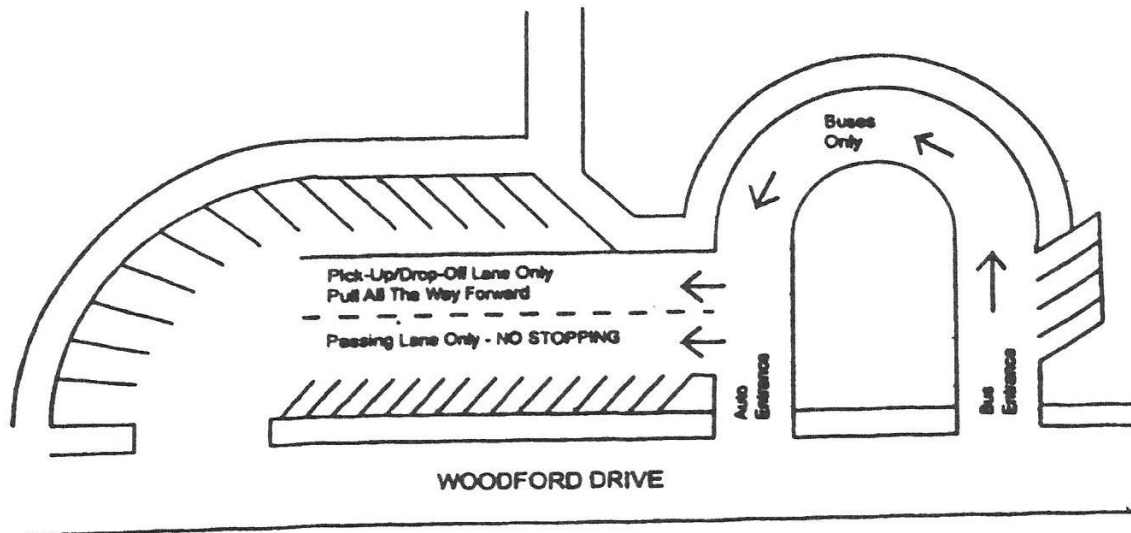 Buses
Only
Pick-Up/Drop-Off Lane Only
Pull All The Way Forward
Passing Lane Only - NO STOPPING
Auto
Entrance
Bus
Entrance
WOODFORD DRIVE